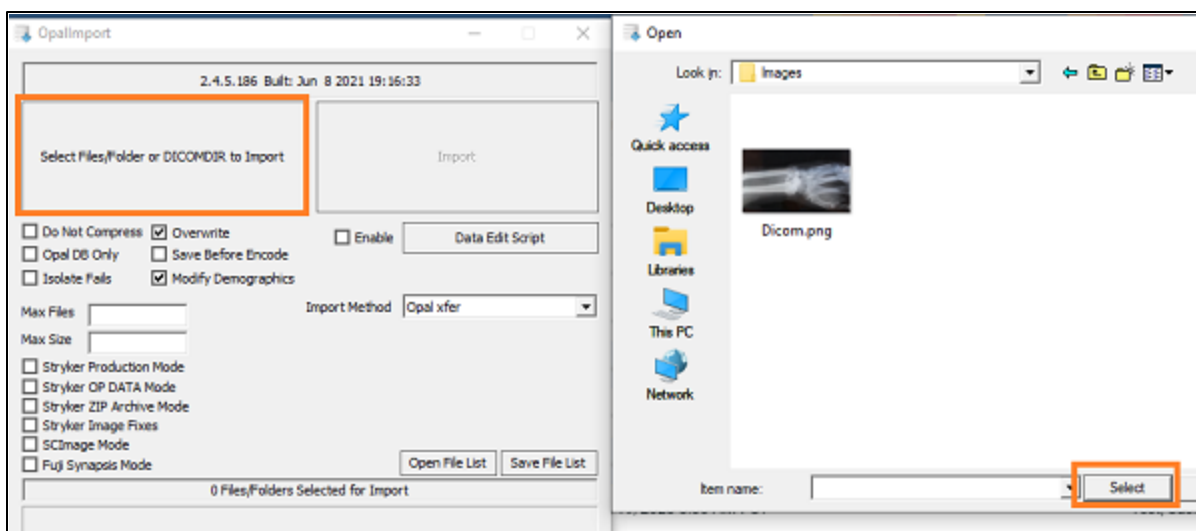 OpalImport
2.4.5.186 Built: Jun 8 2021 19:16:33
Select Files/Folder or DICOMDIR to Import
Import
Do Not Compress
Overwrite
Enable
Data Edit Script
Opal DB Only
Save Before Encode
Isolate Fails
Modify Demographics
Max Files
Import Method
Opal xfer
Max Size
Stryker Production Mode
Stryker OP DATA Mode
Stryker ZIP Archive Mode
Stryker Image Fixes
SCImage Mode
Fuji Synapsis Mode
Open File List
Save File List
0 Files/Folders Selected for Import
Open
Look in:
Images
Quick access
Desktop
Libraries
This PC
Network
Dicom.png
Item name:
Select